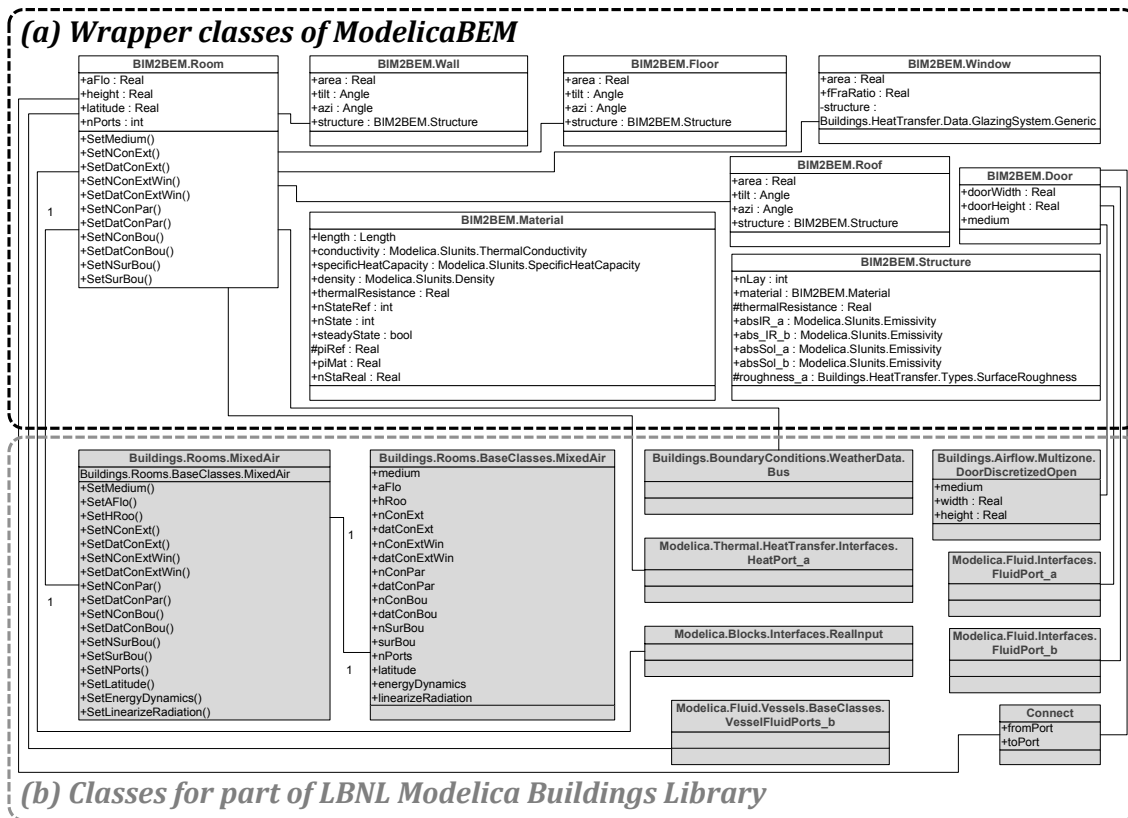 (a) Wrapper classes of ModelicaBEM
BIM2BEM.Room
+aFlo : Real
+height : Real
+latitude : Real
+nPorts : int
+SetMedium()
+SetNConExt()
+SetDatConExt()
+SetNConExtWin()
+SetDatConExtWin()
+SetNConPar()
+SetDatConPar()
+SetNConBou()
+SetDatConBou()
+SetNSurBou()
+SetSurBou()
1
BIM2BEM.Wall
+area : Real
+tilt : Angle
+azi : Angle
+structure : BIM2BEM.Structure
BIM2BEM.Floor
+area : Real
+tilt : Angle
+azi : Angle
+structure : BIM2BEM.Structure
BIM2BEM.Window
+area : Real
+fFraRatio : Real
-structure :
Buildings.HeatTransfer.Data.GlazingSystem.Generic
BIM2BEM.Roof
+area : Real
+tilt : Angle
+azi : Angle
+structure : BIM2BEM.Structure
BIM2BEM.Door
+doorWidth : Real
+doorHeight : Real
+medium
BIM2BEM.Material
+length : Length
+conductivity : Modelica.SIunits.ThermalConductivity
+specificHeatCapacity : Modelica.SIunits.SpecificHeatCapacity
+density : Modelica.SIunits.Density
+thermalResistance : Real
+nStateRef : int
+nState : int
+steadyState : bool
#piRef : Real
+piMat : Real
+nStaReal : Real
BIM2BEM.Structure
+nLay : int
+material : BIM2BEM.Material
#thermalResistance : Real
+absIR_a : Modelica.SIunits.Emissivity
+abs_IR_b : Modelica.SIunits.Emissivity
+absSol_a : Modelica.SIunits.Emissivity
+absSol_b : Modelica.SIunits.Emissivity
#roughness_a : Buildings.HeatTransfer.Types.SurfaceRoughness
Buildings.Rooms.MixedAir
Buildings.Rooms.BaseClasses.MixedAir
+SetMedium()
+SetAFlo()
+SetHRoo()
+SetNConExt()
+SetDatConExt()
+SetNConExtWin()
+SetDatConExtWin()
+SetNConPar()
+SetDatConPar()
+SetNConBou()
+SetDatConBou()
+SetNSurBou()
+SetSurBou()
+SetNPorts()
+SetLatitude()
+SetEnergyDynamics()
+SetLinearizeRadiation()
1
1
1
Buildings.Rooms.BaseClasses.MixedAir
+medium
+aFlo
+hRoo
+nConExt
+datConExt
+nConExtWin
+datConExtWin
+nConPar
+datConPar
+nConBou
+datConBou
+nSurBou
+surBou
+nPorts
+latitude
+energyDynamics
+linearizeRadiation
Buildings.BoundaryConditions.WeatherData.
Bus
Modelica.Thermal.HeatTransfer.Interfaces.
HeatPort_a
Modelica.Blocks.Interfaces.RealInput
Modelica.Fluid.Vessels.BaseClasses.
VesselFluidPorts_b
Buildings.Airflow.Multizone.
DoorDiscretizedOpen
+medium
+width : Real
+height : Real
Modelica.Fluid.Interfaces.
FluidPort_a
Modelica.Fluid.Interfaces.
FluidPort_b
Connect
+fromPort
+toPort
(b) Classes for part of LBNL Modelica Buildings Library